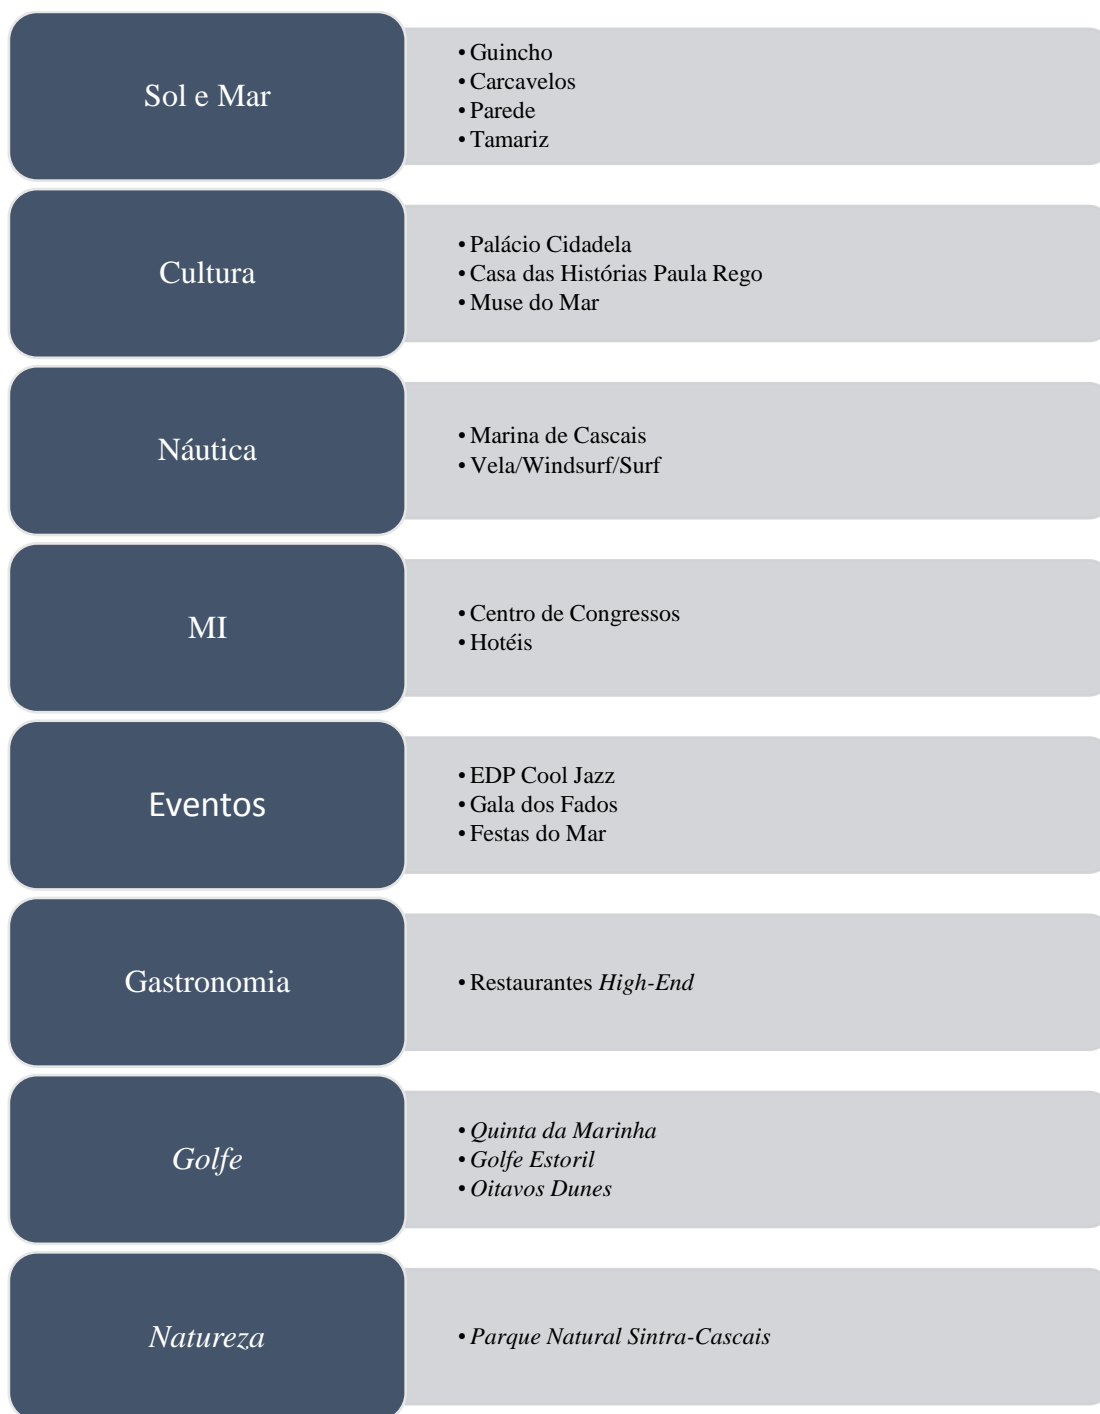 Sol e Mar
• Guincho
• Carcavelos
• Parede
• Tamariz
Cultura
• Palácio Cidadela
• Casa das Histórias Paula Rego
• Muse do Mar
Náutica
• Marina de Cascais
• Vela/Windsurf/Surf
MI
• Centro de Congressos
• Hotéis
Eventos
• EDP Cool Jazz
• Gala dos Fados
• Festas do Mar
Gastronomia
• Restaurantes High-End
Golfe
• Quinta da Marinha
• Golfe Estoril
• Oitavos Dunes
Natureza
• Parque Natural Sintra-Cascais